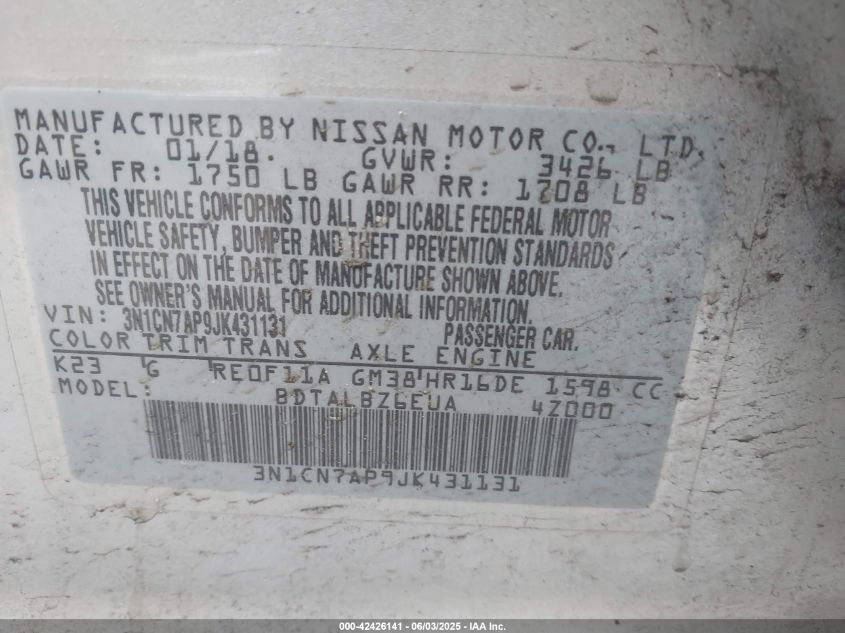 MANUFACTURED BY NISSAN MOTOR CO., LTD.
DATE: 01/18. GVWR: 3426 LB
GAWR FR: 1750 LB GAWR RR: 1708 LB
THIS VEHICLE CONFORMS TO ALL APPLICABLE FEDERAL MOTOR
VEHICLE SAFETY, BUMPER AND THEFT PREVENTION STANDARDS
IN EFFECT ON THE DATE OF MANUFACTURE SHOWN ABOVE.
SEE OWNER'S MANUAL FOR ADDITIONAL INFORMATION.
VIN: 3N1CN7AP9JK431131 PASSENGER CAR.
COLOR TRIM TRANS AXLE ENGINE
K23 G RE0F11A GM38 HR16DE 1598 CC
MODEL: BDTALBZ6EUA 4Z000
3N1CN7AP9JK431131
000-42426141 - 06/03/2025 - IAA Inc.